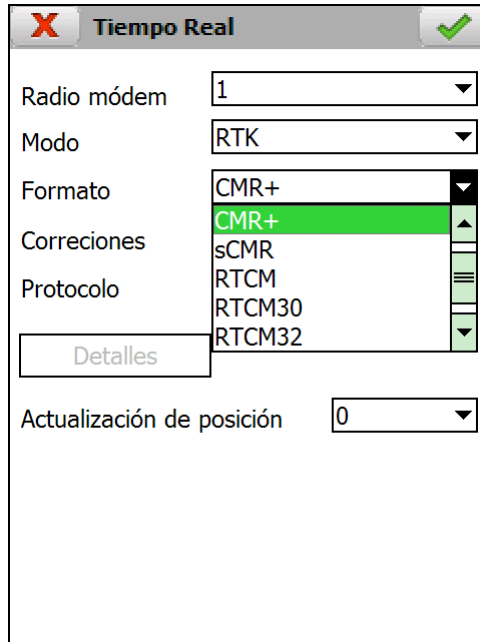 X Tiempo Real
Radio módem 1
Modo RTK
Formato CMR+
CMR+
Correciones sCMR
RTCM
Protocolo RTCM30
RTCM32
Detalles
Actualización de posición 0